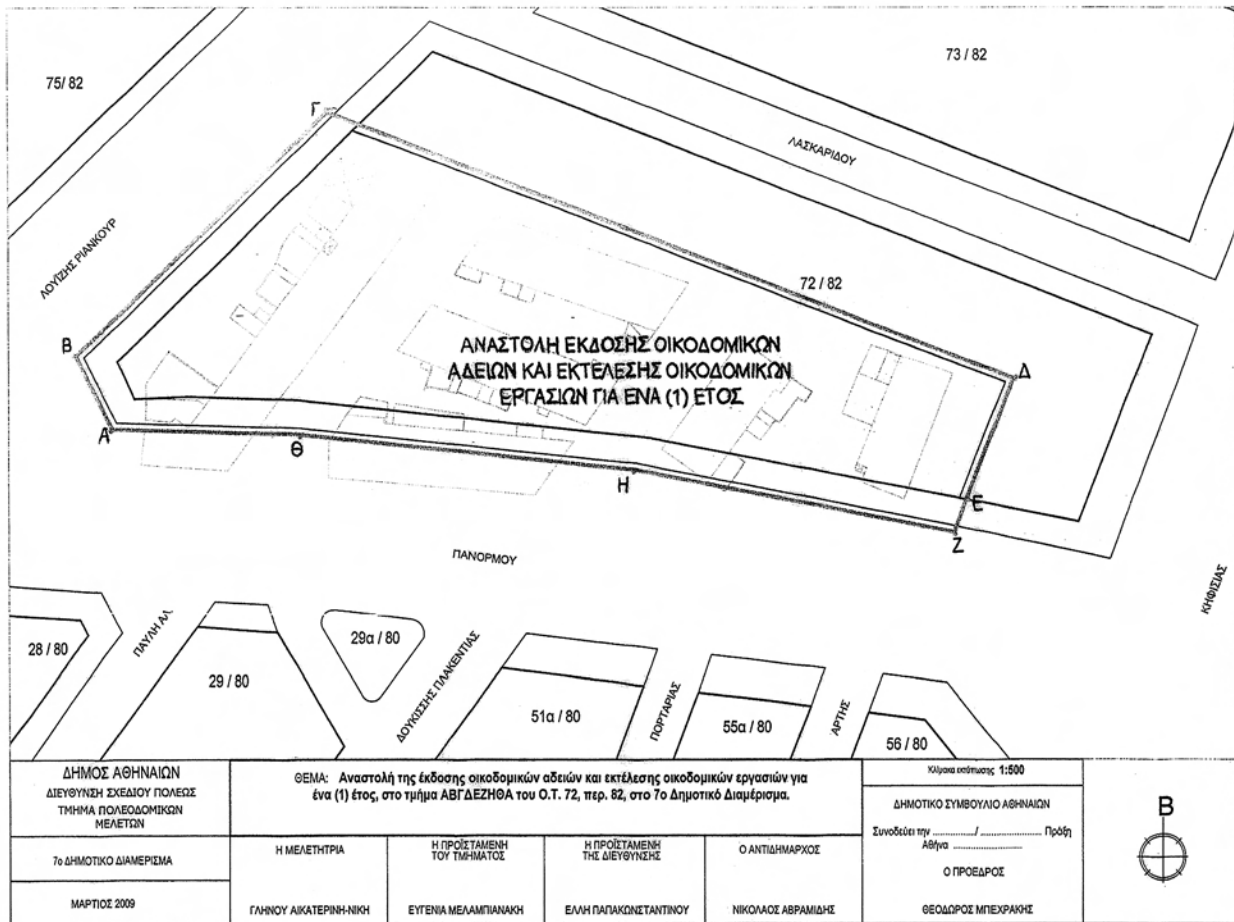 75/ 82
73 / 82
Γ
ΛΑΣΚΑΡΙΔΟΥ
ΛΟΥΪΖΗΣ ΡΙΑΝΚΟΥΡ
72 / 82
Β
ΑΝΑΣΤΟΛΗ ΕΚΔΟΣΗΣ ΟΙΚΟΔΟΜΙΚΩΝ
ΑΔΕΙΩΝ ΚΑΙ ΕΚΤΕΛΕΣΗΣ ΟΙΚΟΔΟΜΙΚΩΝ
ΕΡΓΑΣΙΩΝ ΓΙΑ ΕΝΑ (1) ΕΤΟΣ
Δ
Α
Θ
Η
Ε
Ζ
ΠΑΝΟΡΜΟΥ
ΚΗΦΙΣΙΑΣ
28 / 80
ΠΑΥΛΗ ΑΛ.
29 / 80
29α / 80
ΔΟΥΚΙΣΣΗΣ ΠΛΑΚΕΝΤΙΑΣ
51α / 80
ΠΟΡΤΑΡΙΑΣ
55α / 80
ΑΡΤΗΣ
56 / 80
ΔΗΜΟΣ ΑΘΗΝΑΙΩΝ
ΔΙΕΥΘΥΝΣΗ ΣΧΕΔΙΟΥ ΠΟΛΕΩΣ
ΤΜΗΜΑ ΠΟΛΕΟΔΟΜΙΚΩΝ
ΜΕΛΕΤΩΝ
7ο ΔΗΜΟΤΙΚΟ ΔΙΑΜΕΡΙΣΜΑ
ΜΑΡΤΙΟΣ 2009
ΘΕΜΑ: Αναστολή της έκδοσης οικοδομικών αδειών και εκτέλεσης οικοδομικών εργασιών για
ένα (1) έτος, στο τμήμα ΑΒΓΔΕΖΗΘΑ του Ο.Τ. 72, περ. 82, στο 7ο Δημοτικό Διαμέρισμα.
Η ΜΕΛΕΤΗΤΡΙΑ
ΓΛΗΝΟΥ ΑΙΚΑΤΕΡΙΝΗ-ΝΙΚΗ
Η ΠΡΟΪΣΤΑΜΕΝΗ
ΤΟΥ ΤΜΗΜΑΤΟΣ
ΕΥΓΕΝΙΑ ΜΕΛΑΜΠΙΑΝΑΚΗ
Η ΠΡΟΪΣΤΑΜΕΝΗ
ΤΗΣ ΔΙΕΥΘΥΝΣΗΣ
ΕΛΛΗ ΠΑΠΑΚΩΝΣΤΑΝΤΙΝΟΥ
Ο ΑΝΤΙΔΗΜΑΡΧΟΣ
ΝΙΚΟΛΑΟΣ ΑΒΡΑΜΙΔΗΣ
Κλίμακα εκτύπωσης 1:500
ΔΗΜΟΤΙΚΟ ΣΥΜΒΟΥΛΙΟ ΑΘΗΝΑΙΩΝ
Συνοδεύει την ............./ .................. Πράξη
Αθήνα .....................
Ο ΠΡΟΕΔΡΟΣ
ΘΕΟΔΩΡΟΣ ΜΠΕΧΡΑΚΗΣ
Β